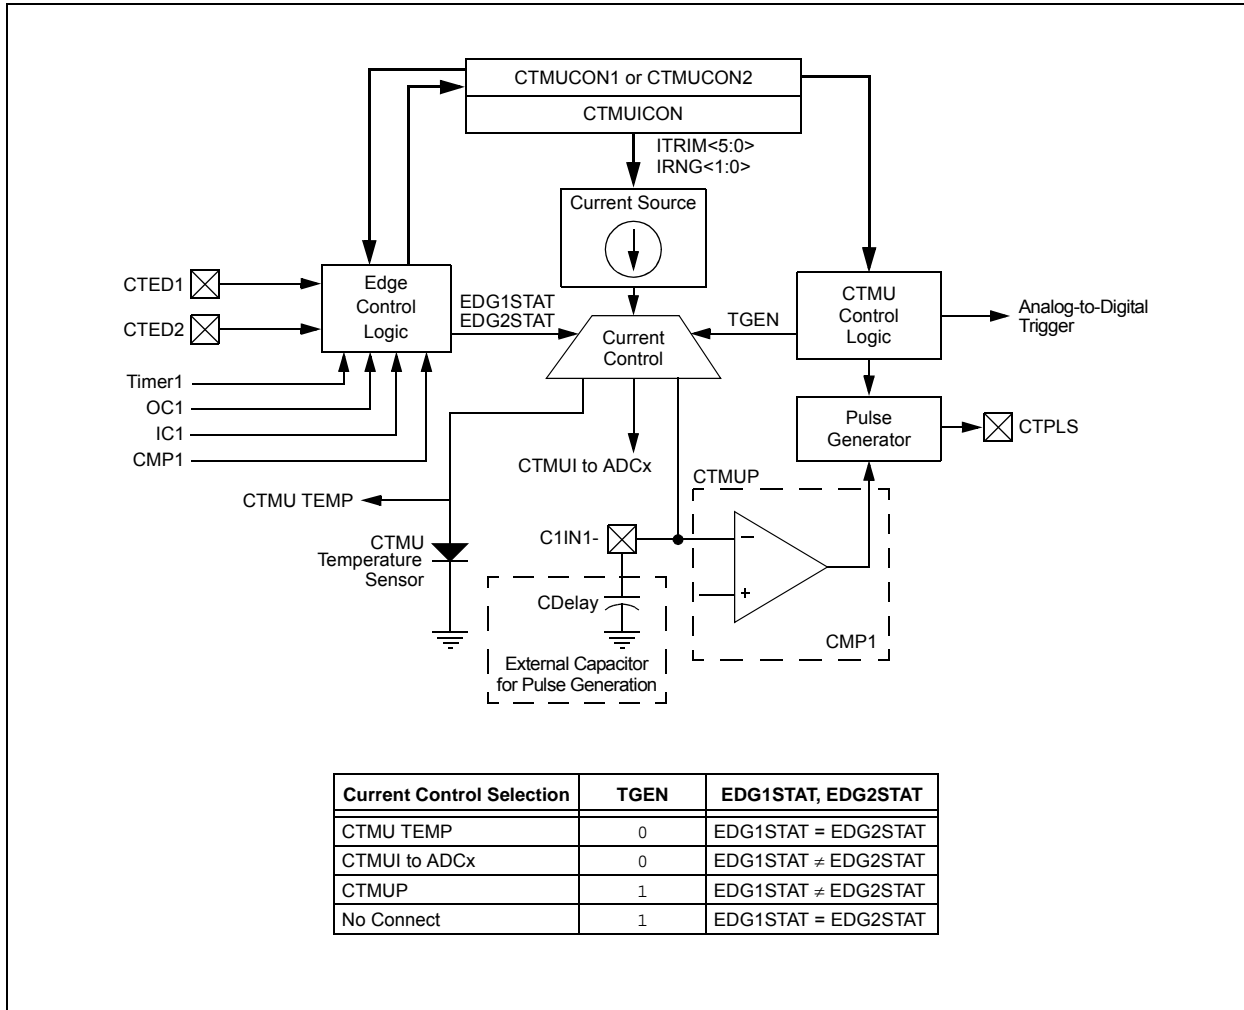 CTMUCON1 or CTMUCON2
CTMUICON
ITRIM<5:0>
IRNG<1:0>
Current Source
CTED1
CTED2
Edge
Control
Logic
EDG1STAT
EDG2STAT
Current
Control
TGEN
CTMU
Control
Logic
Analog-to-Digital
Trigger
Timer1
OC1
IC1
CMP1
Pulse
Generator
CTPLS
CTMUI to ADCx
CTMUP
CTMU TEMP
C1IN1-
CTMU
Temperature
Sensor
CDelay
−
+
CMP1
External Capacitor
for Pulse Generation
Current Control Selection TGEN EDG1STAT, EDG2STAT
CTMU TEMP 0 EDG1STAT = EDG2STAT
CTMUI to ADCx 0 EDG1STAT ≠ EDG2STAT
CTMUP 1 EDG1STAT ≠ EDG2STAT
No Connect 1 EDG1STAT = EDG2STAT